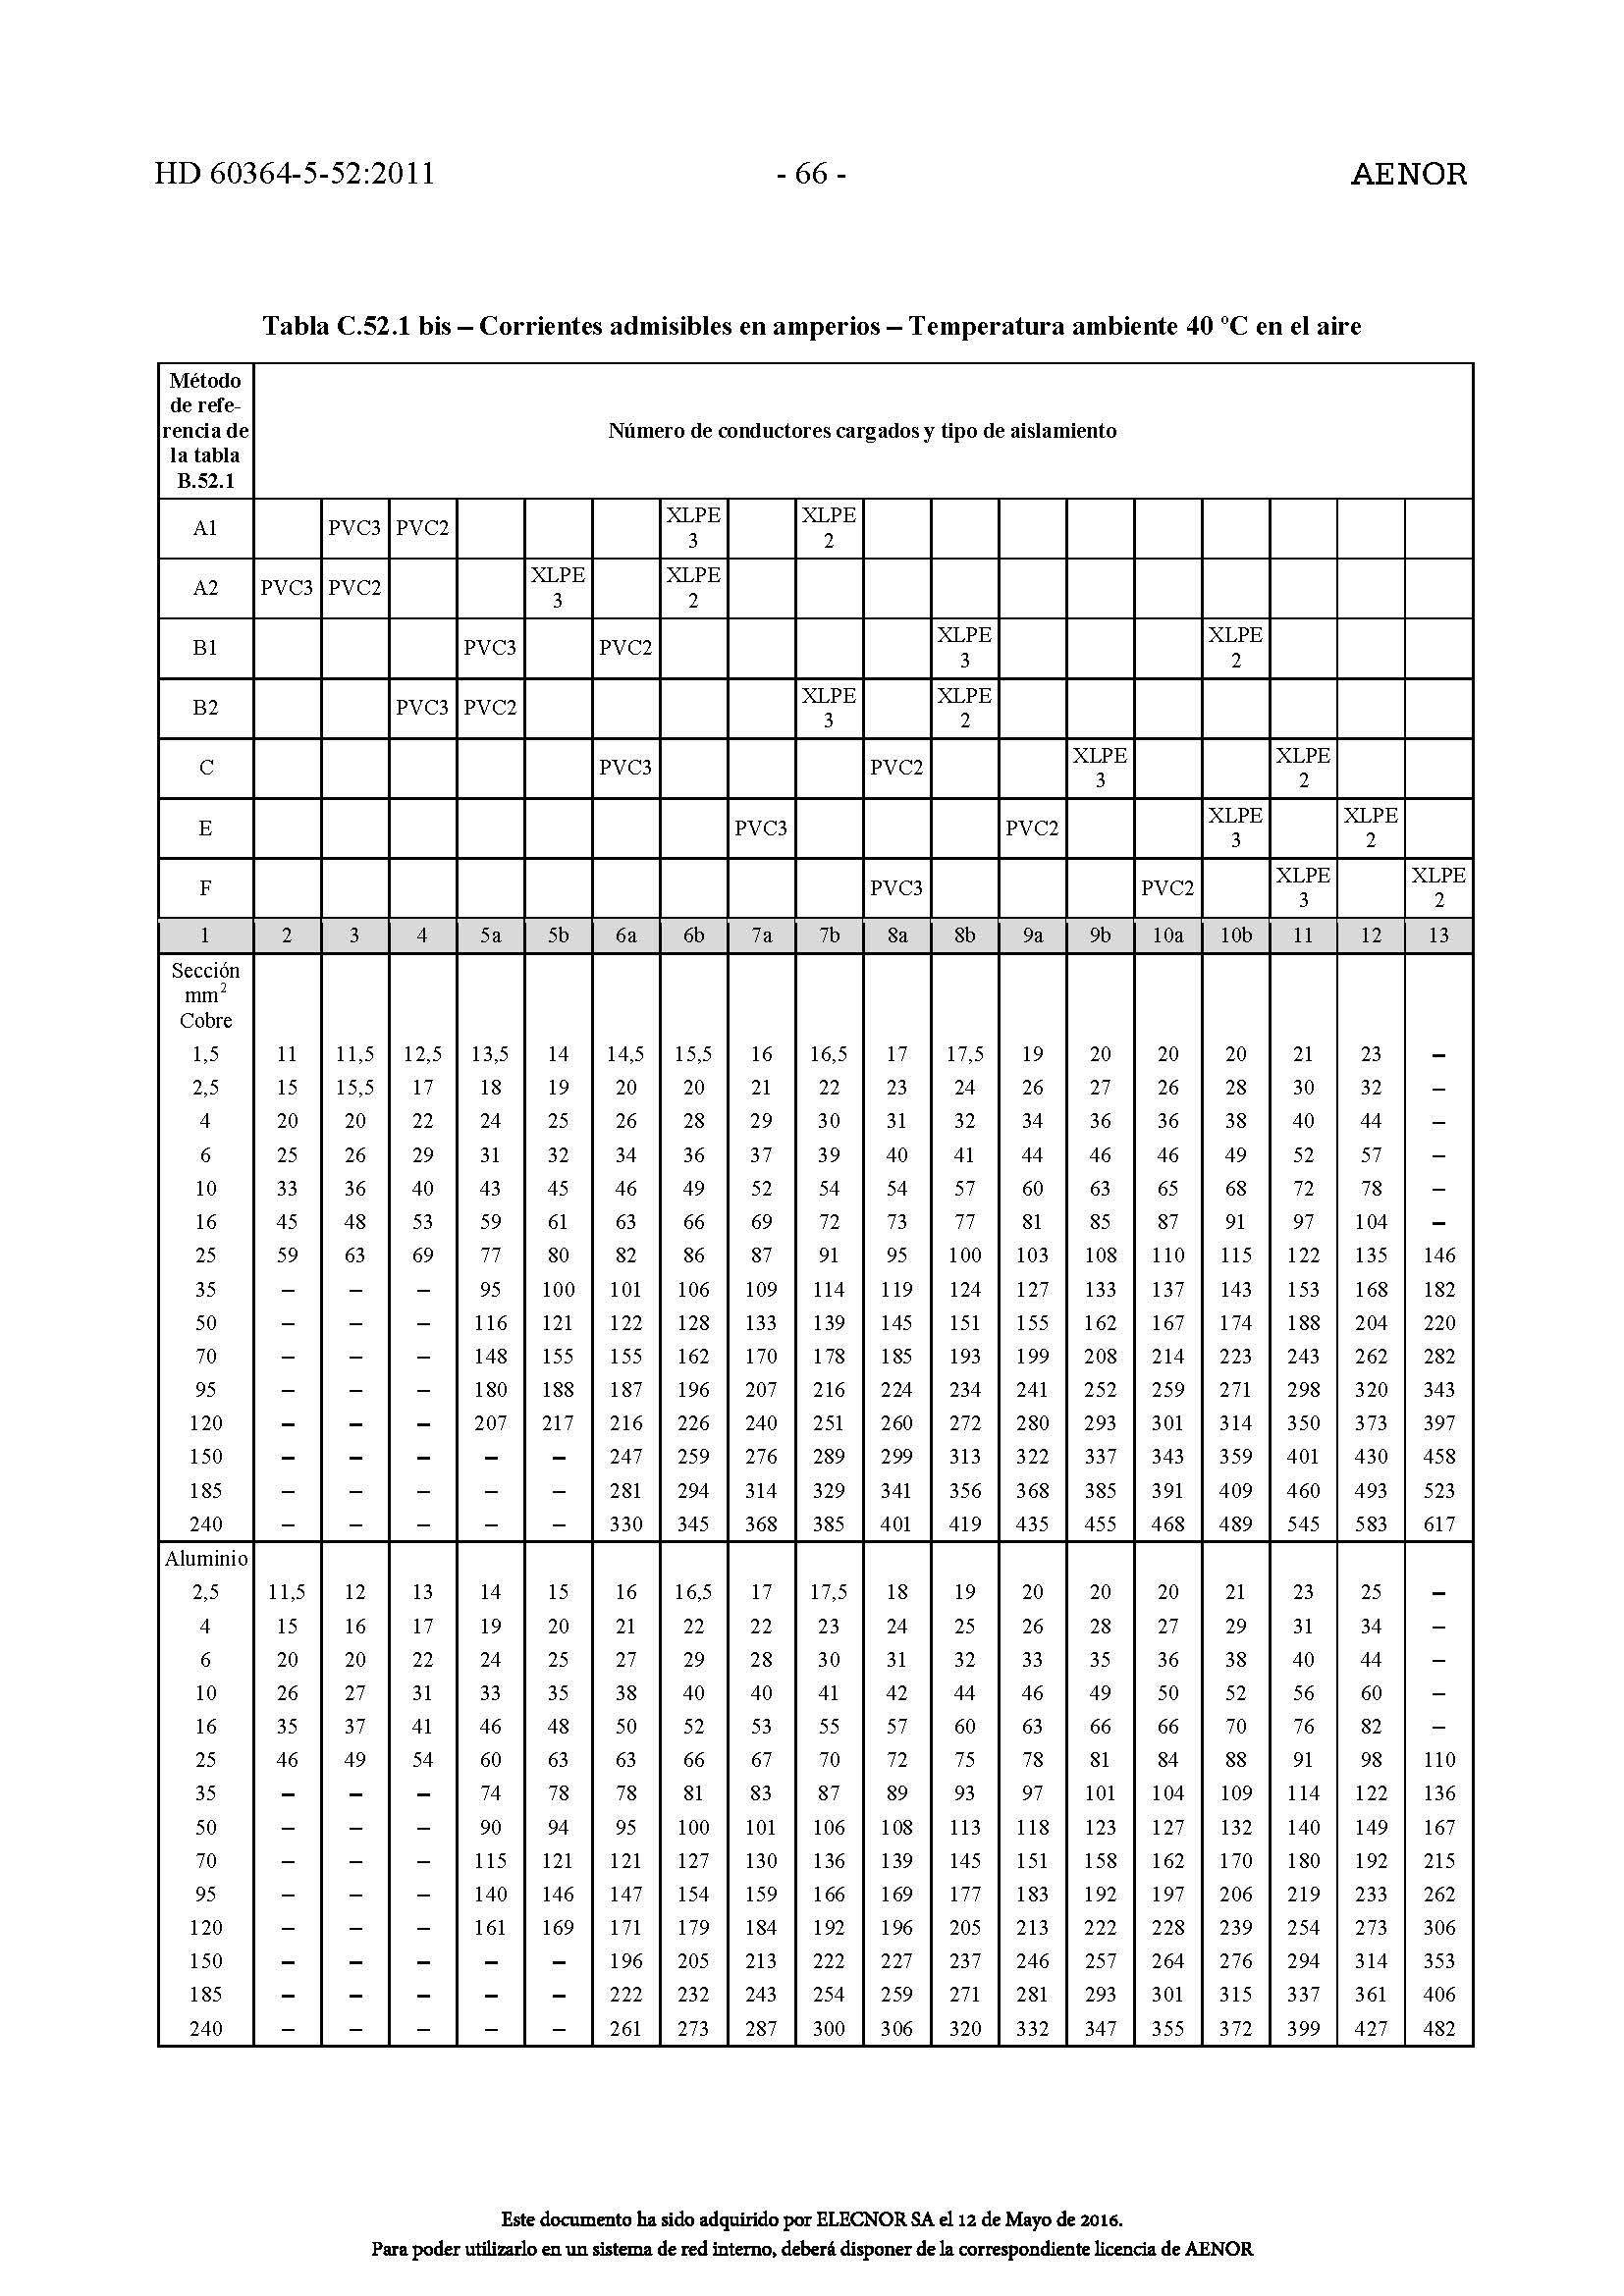 HD 60364-5-52:2011 - 66 - AENOR
Tabla C.52.1 bis – Corrientes admisibles en amperios – Temperatura ambiente 40 ºC en el aire
Método de refe-rencia de la tabla B.52.1 Número de conductores cargados y tipo de aislamiento
A1 PVC3 PVC2 XLPE 3 XLPE 2
A2 PVC3 PVC2 XLPE 3 XLPE 2
B1 PVC3 PVC2 XLPE 3 XLPE 2
B2 PVC3 PVC2 XLPE 3 XLPE 2
C PVC3 PVC2 XLPE 3 XLPE 2
E PVC3 PVC2 XLPE 3 XLPE 2
F PVC3 PVC2 XLPE 3 XLPE 2
1 2 3 4 5a 5b 6a 6b 7a 7b 8a 8b 9a 9b 10a 10b 11 12 13
Sección
mm²
Cobre
1,5 11 11,5 12,5 13,5 14 14,5 15,5 16 16,5 17 17,5 19 20 20 20 21 23 –
2,5 15 15,5 17 18 19 20 20 21 22 23 24 26 27 26 28 30 32 –
4 20 20 22 24 25 26 28 29 30 31 32 34 36 36 38 40 44 –
6 25 26 29 31 32 34 36 37 39 40 41 44 46 46 49 52 57 –
10 33 36 40 43 45 46 49 52 54 54 57 60 63 65 68 72 78 –
16 45 48 53 59 61 63 66 69 72 73 77 81 85 87 91 97 104 –
25 59 63 69 77 80 82 86 87 91 95 100 103 108 110 115 122 135 146
35 – – – 95 100 101 106 109 114 119 124 127 133 137 143 153 168 182
50 – – – 116 121 122 128 133 139 145 151 155 162 167 174 188 204 220
70 – – – 148 155 155 162 170 178 185 193 199 208 214 223 243 262 282
95 – – – 180 188 187 196 207 216 224 234 241 252 259 271 298 320 343
120 – – – 207 217 216 226 240 251 260 272 280 293 301 314 350 373 397
150 – – – – – 247 259 276 289 299 313 322 337 343 359 401 430 458
185 – – – – – 281 294 314 329 341 356 368 385 391 409 460 493 523
240 – – – – – 330 345 368 385 401 419 435 455 468 489 545 583 617
Aluminio
2,5 11,5 12 13 14 15 16 16,5 17 17,5 18 19 20 20 20 21 23 25 –
4 15 16 17 19 20 21 22 22 23 24 25 26 28 27 29 31 34 –
6 20 20 22 24 25 27 29 28 30 31 32 33 35 36 38 40 44 –
10 26 27 31 33 35 38 40 40 41 42 44 46 49 50 52 56 60 –
16 35 37 41 46 48 50 52 53 55 57 60 63 66 66 70 76 82 –
25 46 49 54 60 63 63 66 67 70 72 75 78 81 84 88 91 98 110
35 – – – 74 78 78 81 83 87 89 93 97 101 104 109 114 122 136
50 – – – 90 94 95 100 101 106 108 113 118 123 127 132 140 149 167
70 – – – 115 121 121 127 130 136 139 145 151 158 162 170 180 192 215
95 – – – 140 146 147 154 159 166 169 177 183 192 197 206 219 233 262
120 – – – 161 169 171 179 184 192 196 205 213 222 228 239 254 273 306
150 – – – – – 196 205 213 222 227 237 246 257 264 276 294 314 353
185 – – – – – 222 232 243 254 259 271 281 293 301 315 337 361 406
240 – – – – – 261 273 287 300 306 320 332 347 355 372 399 427 482
Este documento ha sido adquirido por ELECNOR SA el 12 de Mayo de 2016.
Para poder utilizarlo en un sistema de red interno, deberá disponer de la correspondiente licencia de AENOR